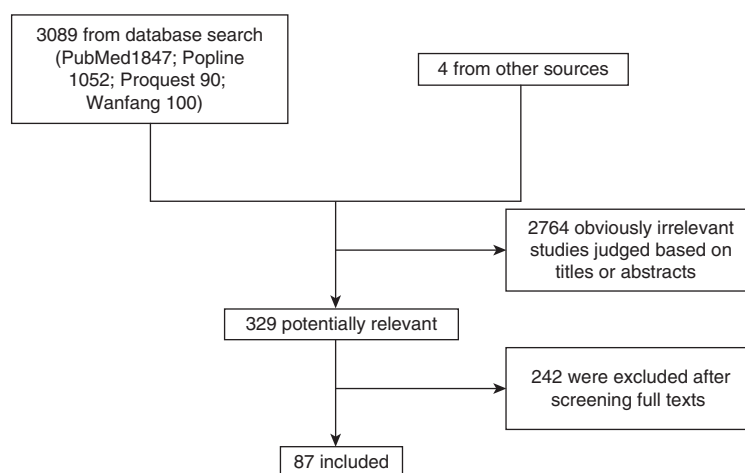 3089 from database search
(PubMed1847; Popline
1052; Proquest 90;
Wanfang 100)
4 from other sources
2764 obviously irrelevant
studies judged based on
titles or abstracts
329 potentially relevant
242 were excluded after
screening full texts
87 included